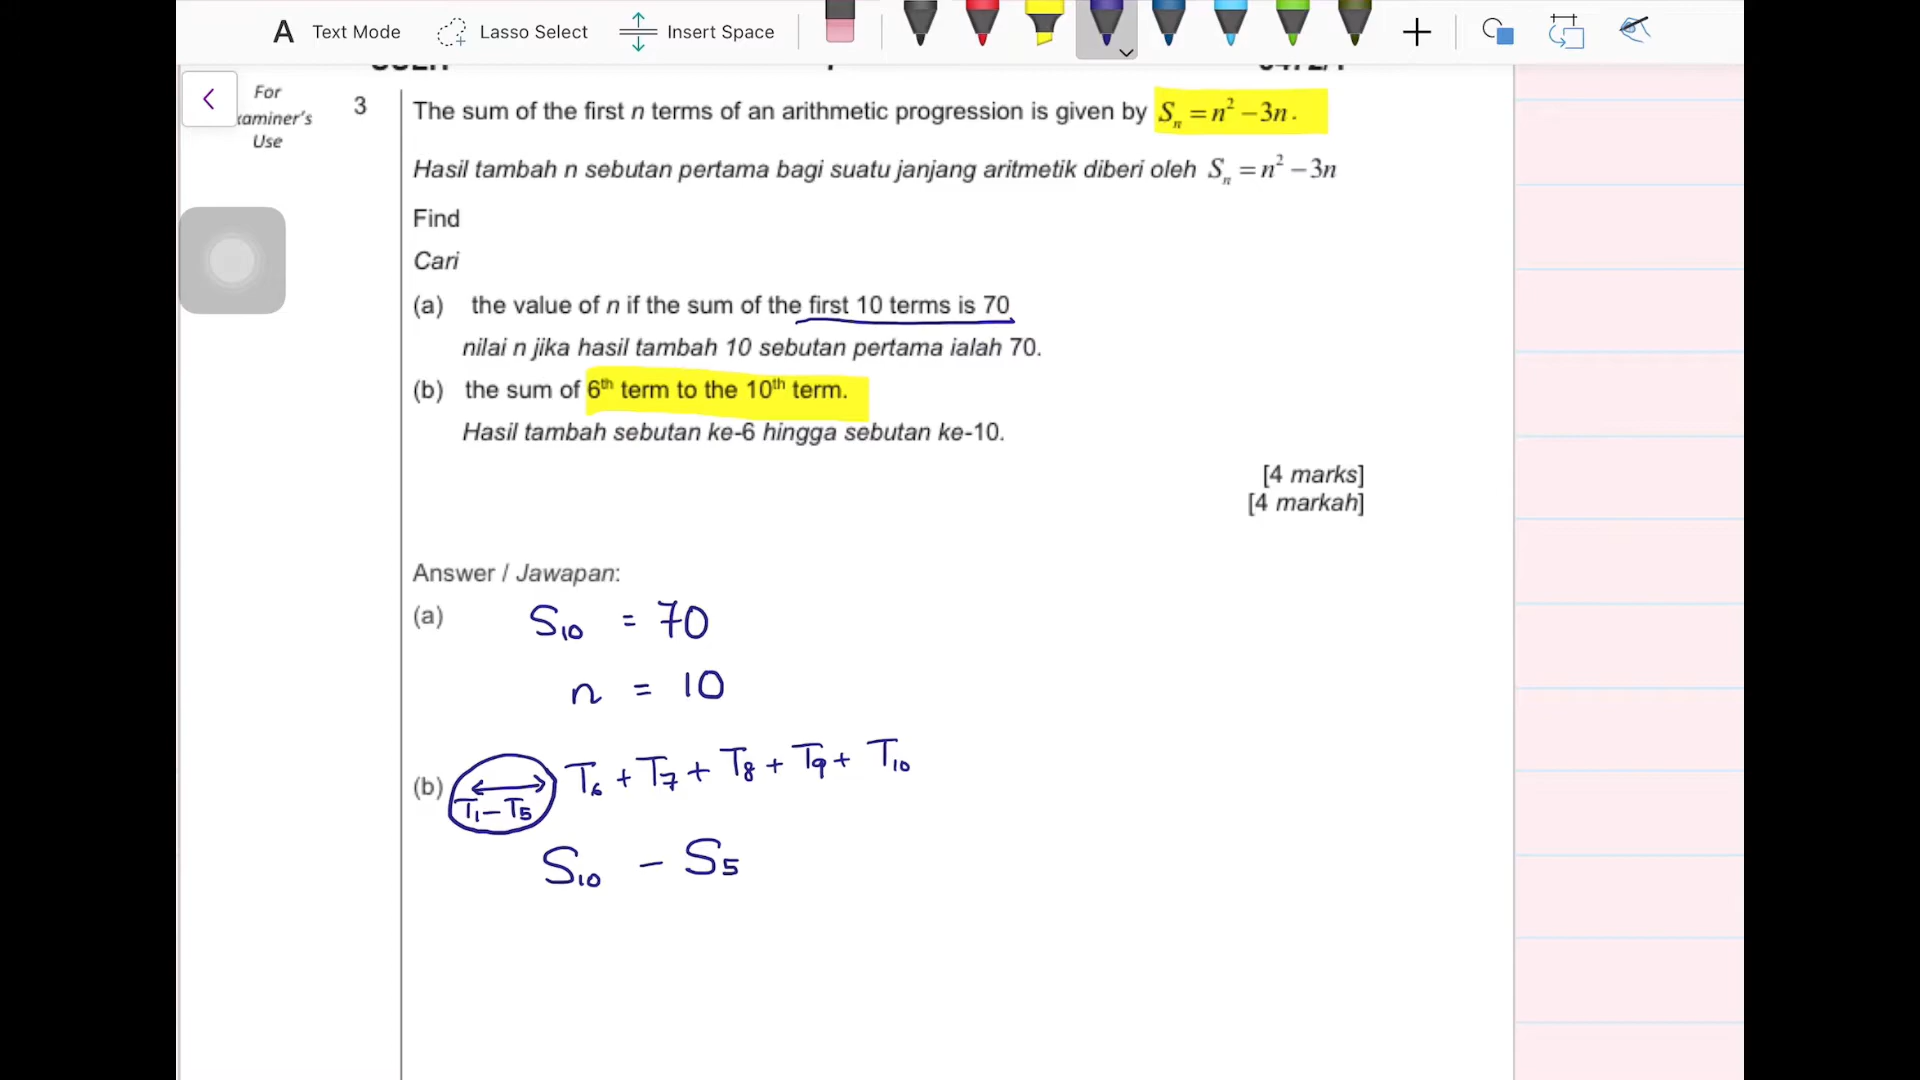 A Text Mode Lasso Select Insert Space
For
xaminer's
Use
3 The sum of the first n terms of an arithmetic progression is given by Sₙ = n² − 3n.
Hasil tambah n sebutan pertama bagi suatu janjang aritmetik diberi oleh Sₙ = n² − 3n
Find
Cari
(a) the value of n if the sum of the first 10 terms is 70
nilai n jika hasil tambah 10 sebutan pertama ialah 70.
(b) the sum of 6th term to the 10th term.
Hasil tambah sebutan ke-6 hingga sebutan ke-10.
[4 marks]
[4 markah]
Answer / Jawapan:
(a) S₁₀ = 70
n = 10
(b) T₁ – T₅ T₆ + T₇ + T₈ + T₉ + T₁₀
S₁₀ − S₅